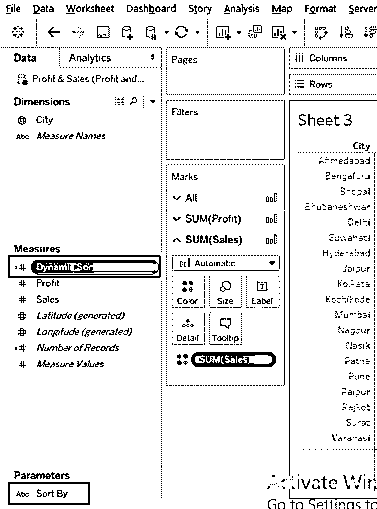 File Data Worksheet Dashboard Story Analysis Map Format Server
Data Analytics
Profit & Sales (Profit and...
Dimensions
City
Abc Measure Names
Measures
Dynamic Sort
Profit
Sales
Latitude (generated)
Longitude (generated)
Number of Records
Measure Values
Parameters
Abc Sort By
Pages
Filters
Marks
All
SUM(Profit)
SUM(Sales)
Automatic
Color Size Label
Detail Tooltip
SUM(Sales)
Columns
Rows
Sheet 3
City
Ahmedabad
Bengaluru
Bhopal
Bhubaneshwar
Delhi
Guwahati
Hyderabad
Jaipur
Kolkata
Kozhikode
Mumbai
Nagpur
Nasik
Patna
Pune
Raipur
Rajkot
Surat
Varanasi
Activate Win
Go to Settings to